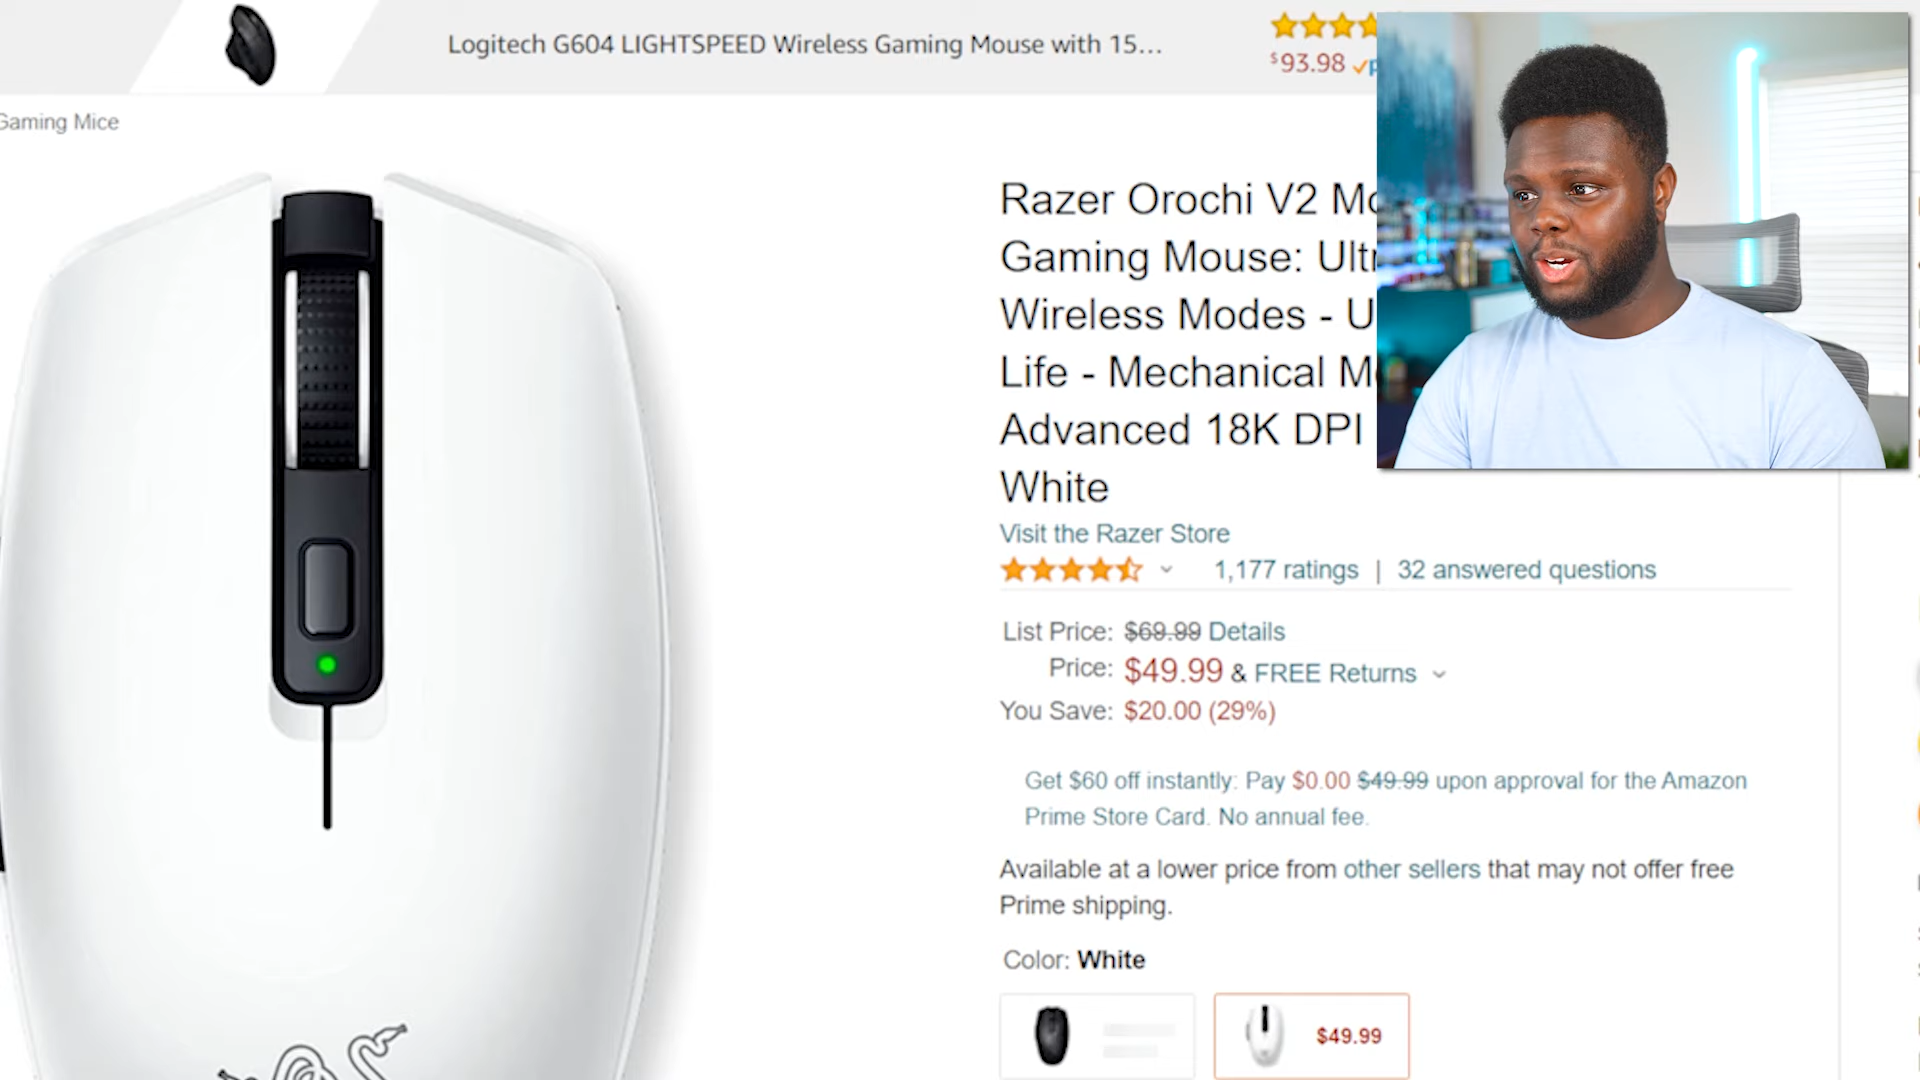 Logitech G604 LIGHTSPEED Wireless Gaming Mouse with 15…
$93.98
Gaming Mice
Razer Orochi V2
Gaming Mouse:
Wireless Modes -
Life - Mechanical
Advanced 18K DPI
White
Visit the Razer Store
1,177 ratings | 32 answered questions
List Price: $69.99 Details
Price: $49.99 & FREE Returns
You Save: $20.00 (29%)
Get $60 off instantly: Pay $0.00 $49.99 upon approval for the Amazon
Prime Store Card. No annual fee.
Available at a lower price from other sellers that may not offer free
Prime shipping.
Color: White
$49.99